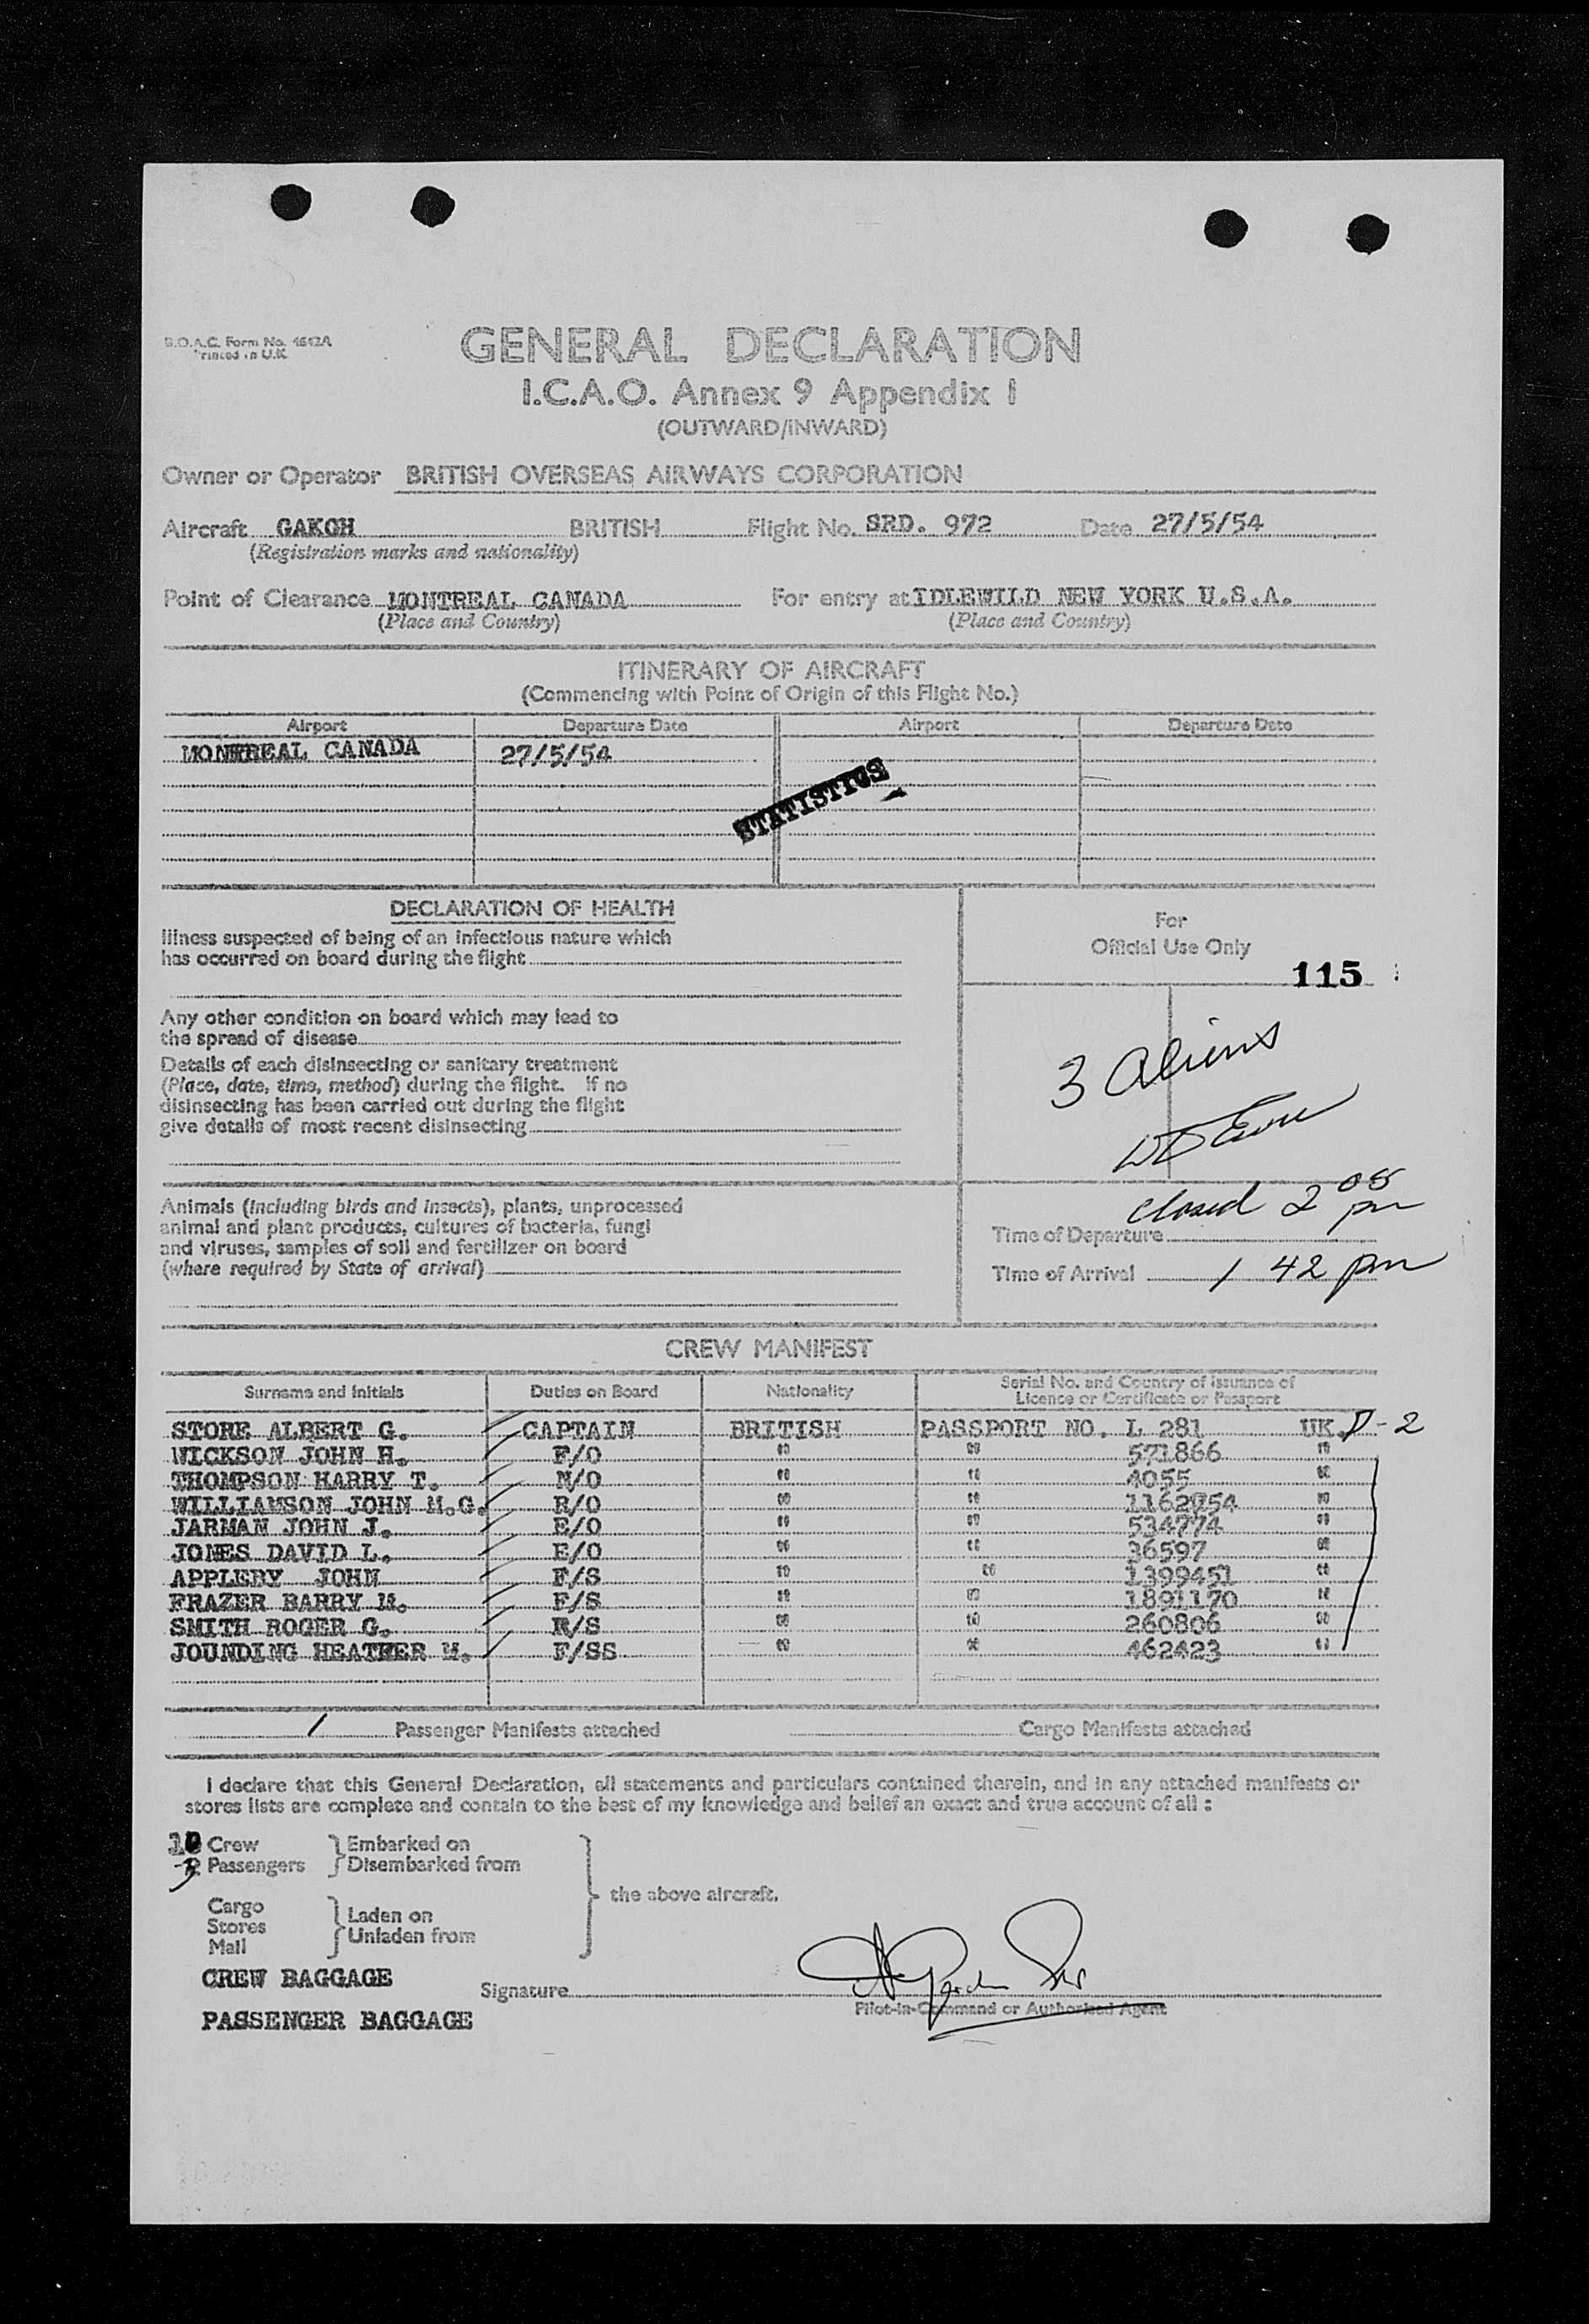 B.O.A.C. Form No. 4642A
Printed in U.K.
GENERAL DECLARATION
I.C.A.O. Annex 9 Appendix I
(OUTWARD/INWARD)
Owner or Operator BRITISH OVERSEAS AIRWAYS CORPORATION
Aircraft GAKGH BRITISH Flight No. SRD. 972 Date 27/5/54
(Registration marks and nationality)
Point of Clearance MONTREAL CANADA For entry at IDLEWILD NEW YORK U.S.A.
(Place and Country) (Place and Country)
ITINERARY OF AIRCRAFT
(Commencing with Point of Origin of this Flight No.)
Airport Departure Date Airport Departure Date
MONTREAL CANADA 27/5/54
STATISTICS
DECLARATION OF HEALTH
Illness suspected of being of an infectious nature which
has occurred on board during the flight
Any other condition on board which may lead to
the spread of disease
Details of each disinsecting or sanitary treatment
(Place, date, time, method) during the flight. If no
disinsecting has been carried out during the flight
give details of most recent disinsecting
Animals (including birds and insects), plants, unprocessed
animal and plant products, cultures of bacteria, fungi
and viruses, samples of soil and fertilizer on board
(where required by State of arrival)
For
Official Use Only
115
3 aliens
closed 2 08 pm
Time of Departure
Time of Arrival 1 42 pm
CREW MANIFEST
Surname and Initials Duties on Board Nationality Serial No. and Country of issuance of
Licence or Certificate or Passport
STORE ALBERT G. CAPTAIN BRITISH PASSPORT NO. L 281 UK. D-2
WICKSON JOHN H. F/O " " 571866 "
THOMPSON HARRY T. N/O " " 4055 "
WILLIAMSON JOHN M.G. R/O " " 1162754 "
JARMAN JOHN J. E/O " " 534774 "
JONES DAVID L. E/O " " 36597 "
APPLEBY JOHN F/S " " 1399451 "
FRAZER BARRY M. F/S " " 1891170 "
SMITH ROGER G. R/S " " 260806 "
JOUNDING HEATHER M. F/SS " " 462423 "
1 Passenger Manifests attached Cargo Manifests attached
I declare that this General Declaration, all statements and particulars contained therein, and in any attached manifests or
stores lists are complete and contain to the best of my knowledge and belief an exact and true account of all :
10 Crew Embarked on
Passengers Disembarked from
the above aircraft.
Cargo
Stores Laden on
Mail Unladen from
CREW BAGGAGE
Signature
Pilot-in-Command or Authorised Agent
PASSENGER BAGGAGE